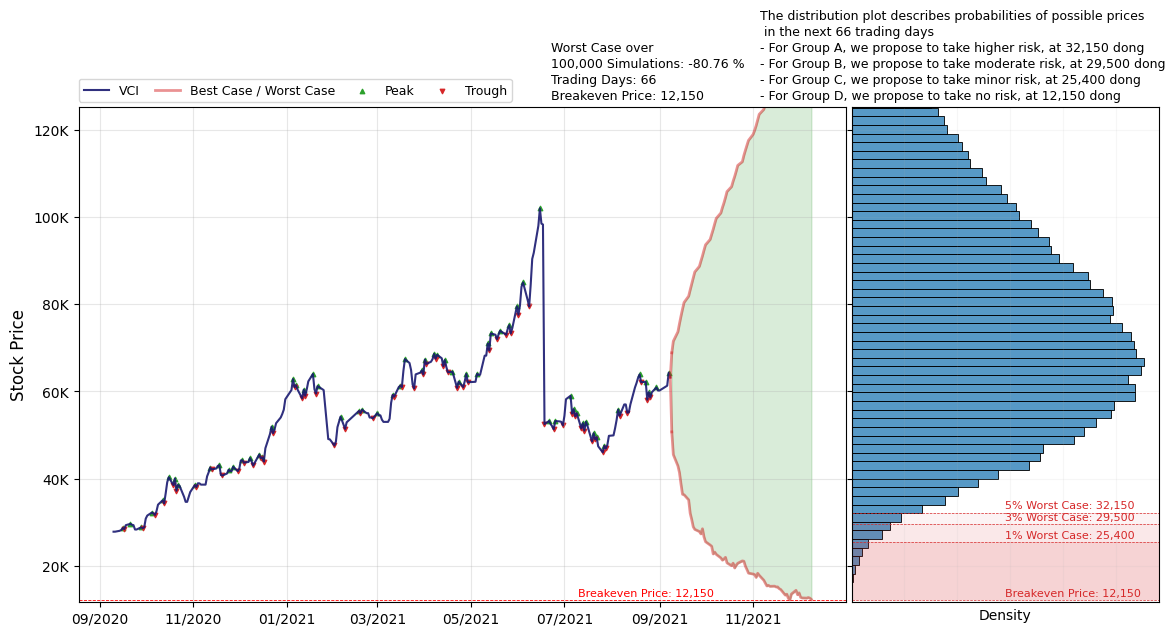 The distribution plot describes probabilities of possible prices
in the next 66 trading days
- For Group A, we propose to take higher risk, at 32,150 dong
- For Group B, we propose to take moderate risk, at 29,500 dong
- For Group C, we propose to take minor risk, at 25,400 dong
- For Group D, we propose to take no risk, at 12,150 dong
Worst Case over
100,000 Simulations: -80.76 %
Trading Days: 66
Breakeven Price: 12,150
VCI
Best Case / Worst Case
Peak
Trough
Stock Price
120K
100K
80K
60K
40K
20K
Breakeven Price: 12,150
09/2020
11/2020
01/2021
03/2021
05/2021
07/2021
09/2021
11/2021
5% Worst Case: 32,150
3% Worst Case: 29,500
1% Worst Case: 25,400
Breakeven Price: 12,150
Density